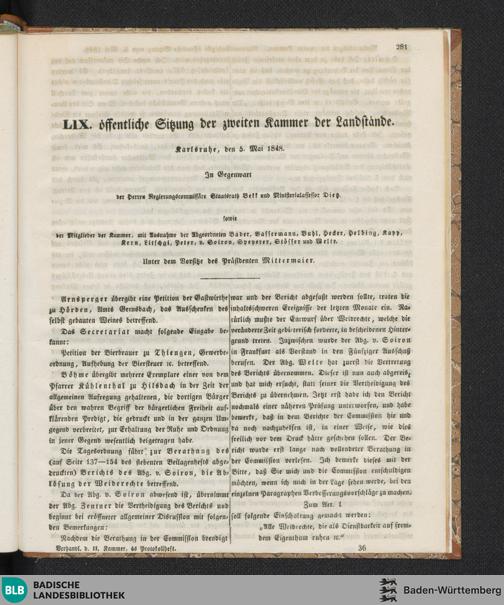 281
LIX. öffentliche Sitzung der zweiten Kammer der Landstände.
Karlsruhe, den 5. Mai 1848.
In Gegenwart
der Herren Regierungscommissäre Staatsrath Bekk und Ministerialassessor Dietz.
sowie
der Mitglieder der Kammer, mit Ausnahme der Abgeordneten Bader, Bassermann, Buhl, Hecker, Helbing, Kapp,
Kern, Litschgi, Peter, v. Soiron, Speyerer, Stösser und Welte.
Unter dem Vorsitze des Präsidenten Mittermaier.
Arnsperger übergibt eine Petition der Gastwirthe
zu Hörden, Amts Gernsbach, das Ausschenken des
selbst gebauten Weines betreffend.
Das Secretariat macht folgende Eingabe be-
kannt:
Petition der Bierbrauer zu Thiengen, Gewerbe-
ordnung, Aufhebung der Biersteuer ꝛc. betreffend.
Böhme übergibt mehrere Exemplare einer von dem
Pfarrer Kühlenthal zu Hilsbach in der Zeit der
allgemeinen Aufregung gehaltenen, die dortigen Bürger
über den wahren Begriff der bürgerlichen Freiheit auf-
klärenden Predigt, die gedruckt und in der ganzen Um-
gegend verbreitet, zur Erhaltung der Ruhe und Ordnung
in jener Gegend wesentlich beigetragen habe.
Die Tagesordnung führt zur Berathung des
(auf Seite 137—154 des siebenten Beilagenhefts abge-
druckten) Berichts des Abg. v. Soiron, die Ab-
lösung der Weiderechte betreffend.
Da der Abg. v. Soiron abwesend ist, übernimmt
der Abg. Zentner die Vertheidigung des Berichts und
beginnt bei eröffneter allgemeiner Discussion mit folgen-
den Bemerkungen:
Nachdem die Berathung in der Commission beendigt
Verhandl. d. II. Kammer, 6s Protokollheft.
war und der Bericht abgefaßt werden sollte, traten die
inhaltsschweren Ereignisse der letzten Monate ein. Na-
türlich mußte der Entwurf über Weidrechte, welche die
veränderte Zeit gebieterisch forderte, in bescheidenen Hinter-
grund treten. Inzwischen wurde der Abg. v. Soiron
in Frankfurt als Vorstand in den Fünfziger Ausschuß
berufen. Der Abg. Welte hat zuerst die Vertretung
des Berichts übernommen. Dieser ist nun auch abgereist
und hat mich ersucht, statt seiner die Vertheidigung des
Berichts zu übernehmen. Jetzt erst habe ich den Bericht
nochmals einer näheren Prüfung unterworfen, und habe
bemerkt, daß in dem Berichte der Commission hie und
da noch nachzuhelfen ist, in einer Weise, wie dies
freilich vor dem Druck hätte geschehen sollen. Der Be-
richt wurde erst lange nach vollendeter Berathung in
der Commission verlesen. Ich bemerke dieses mit der
Bitte, daß Sie mich und die Commission entschuldigen
möchten, wenn ich mich in der Lage sehen werde, bei den
einzelnen Paragraphen Verbesserungsvorschläge zu machen.
Zum Art. 1
soll folgende Einschaltung gemacht werden:
„Alle Weidrechte, die als Dienstbarkeit auf frem-
dem Eigenthum ruhen ꝛc.“
36
BLB BADISCHE
LANDESBIBLIOTHEK
Baden-Württemberg